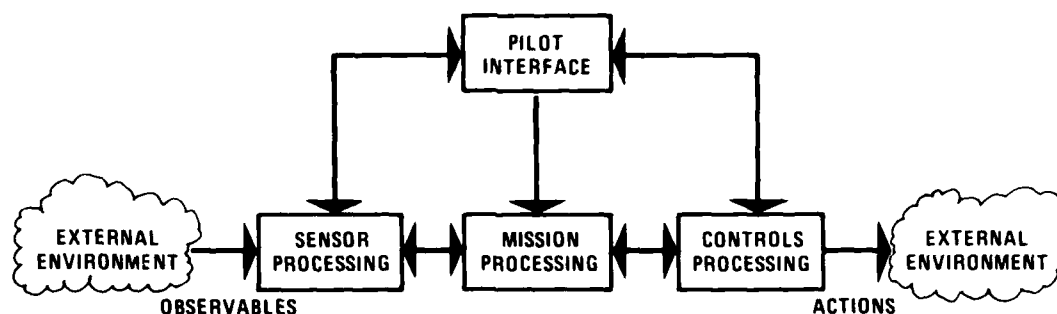 PILOT
INTERFACE
EXTERNAL
ENVIRONMENT
SENSOR
PROCESSING
MISSION
PROCESSING
CONTROLS
PROCESSING
EXTERNAL
ENVIRONMENT
OBSERVABLES
ACTIONS